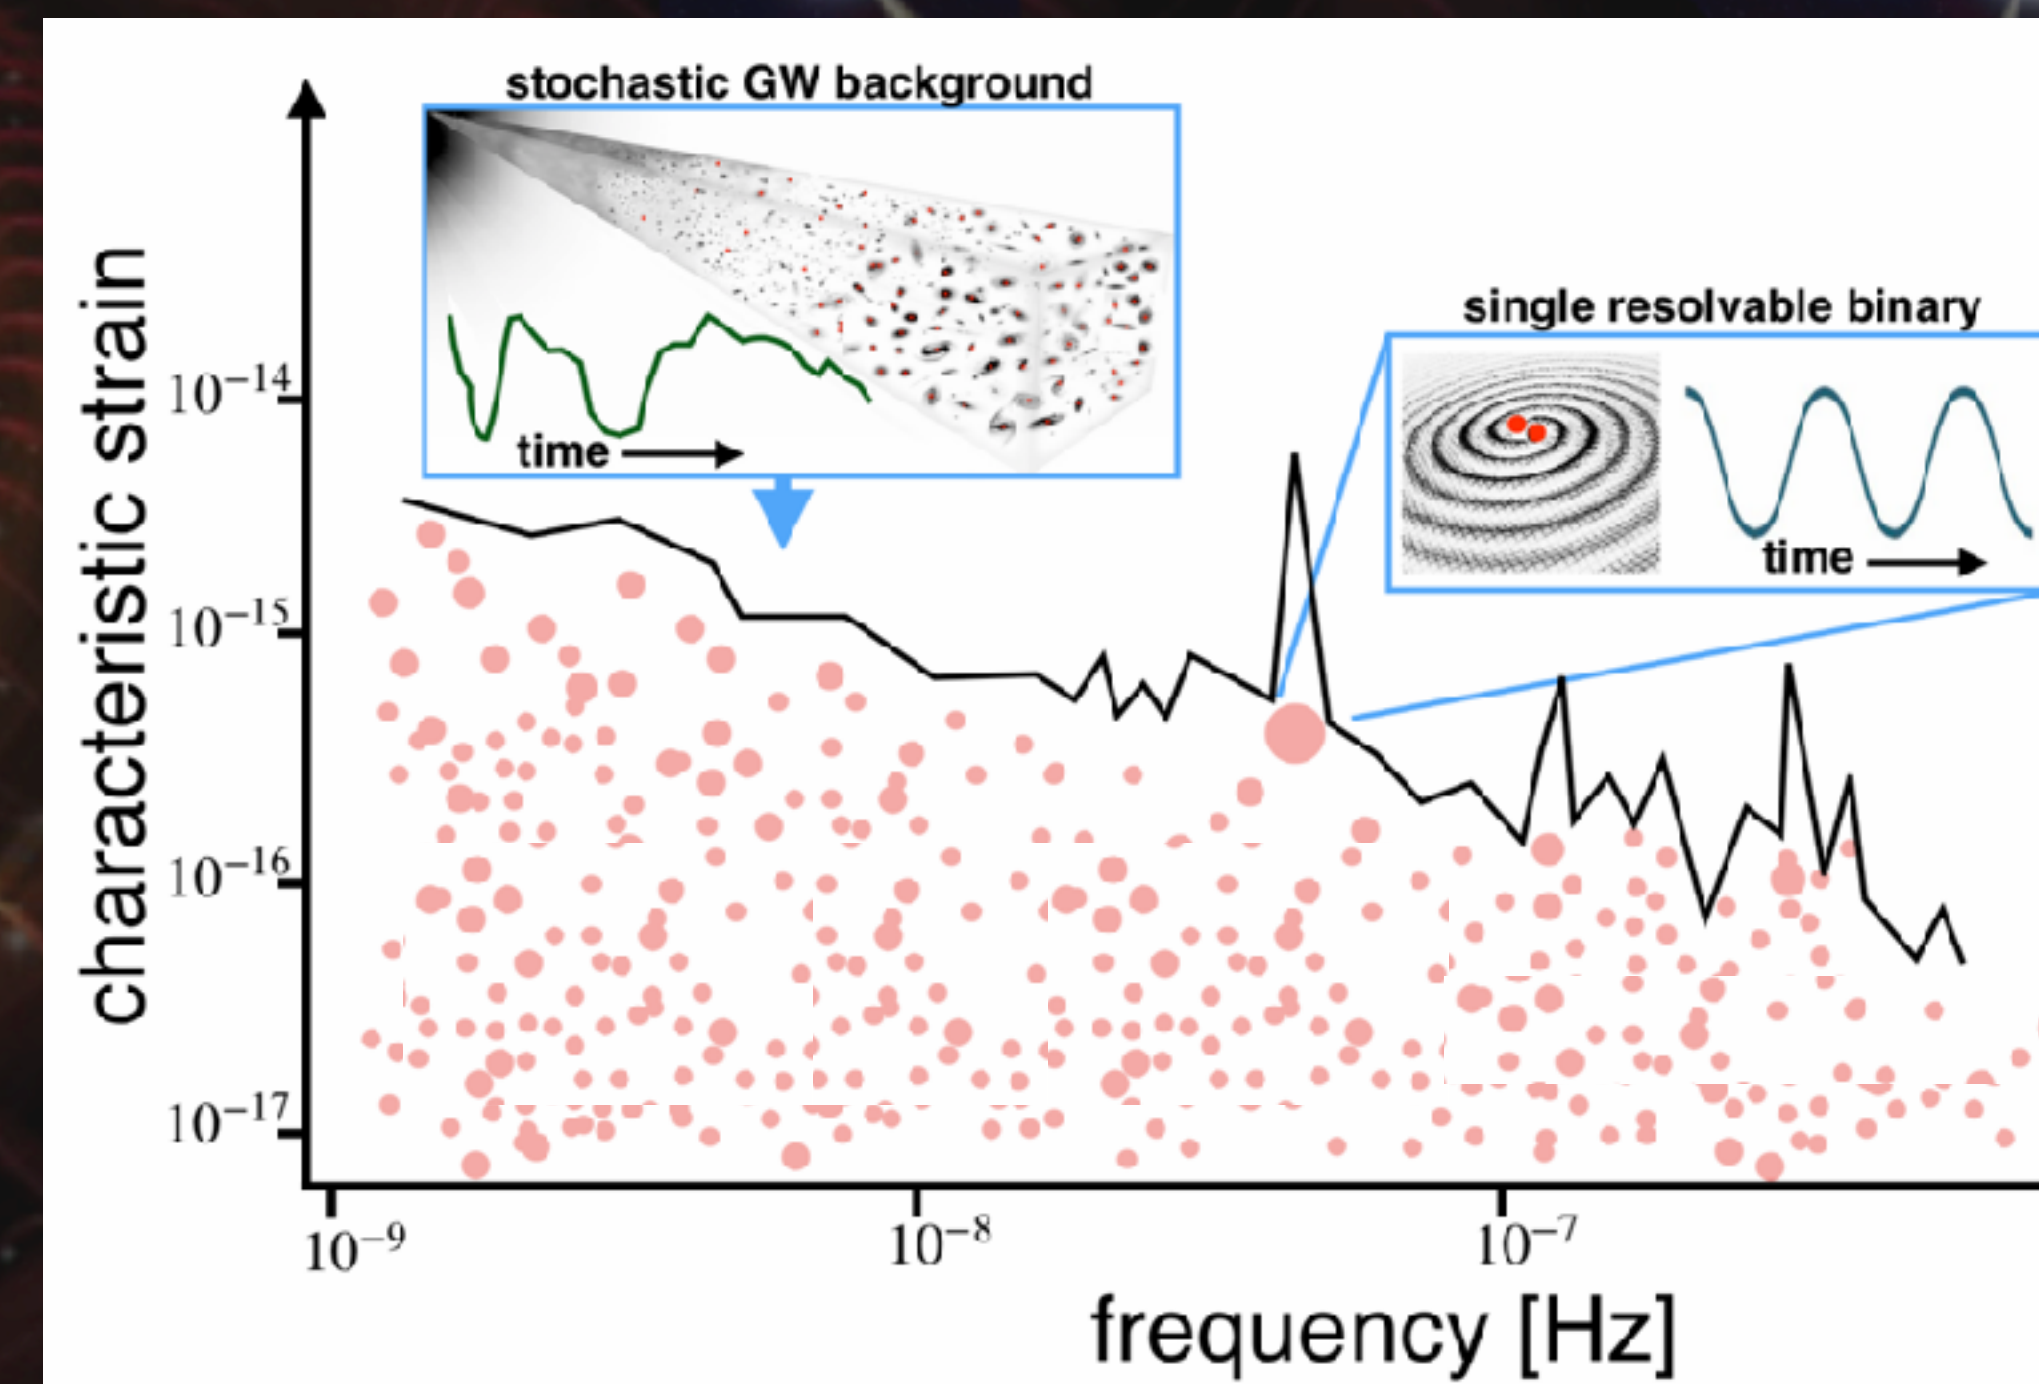 stochastic GW background
time
single resolvable binary
time
characteristic strain
10⁻¹⁴
10⁻¹⁵
10⁻¹⁶
10⁻¹⁷
10⁻⁹
10⁻⁸
10⁻⁷
frequency [Hz]